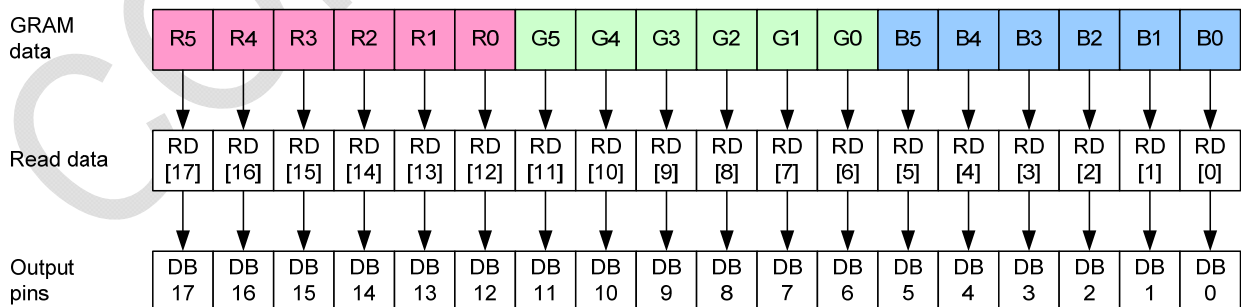 GRAM data R5 R4 R3 R2 R1 R0 G5 G4 G3 G2 G1 G0 B5 B4 B3 B2 B1 B0
Read data RD [17] RD [16] RD [15] RD [14] RD [13] RD [12] RD [11] RD [10] RD [9] RD [8] RD [7] RD [6] RD [5] RD [4] RD [3] RD [2] RD [1] RD [0]
Output pins DB 17 DB 16 DB 15 DB 14 DB 13 DB 12 DB 11 DB 10 DB 9 DB 8 DB 7 DB 6 DB 5 DB 4 DB 3 DB 2 DB 1 DB 0